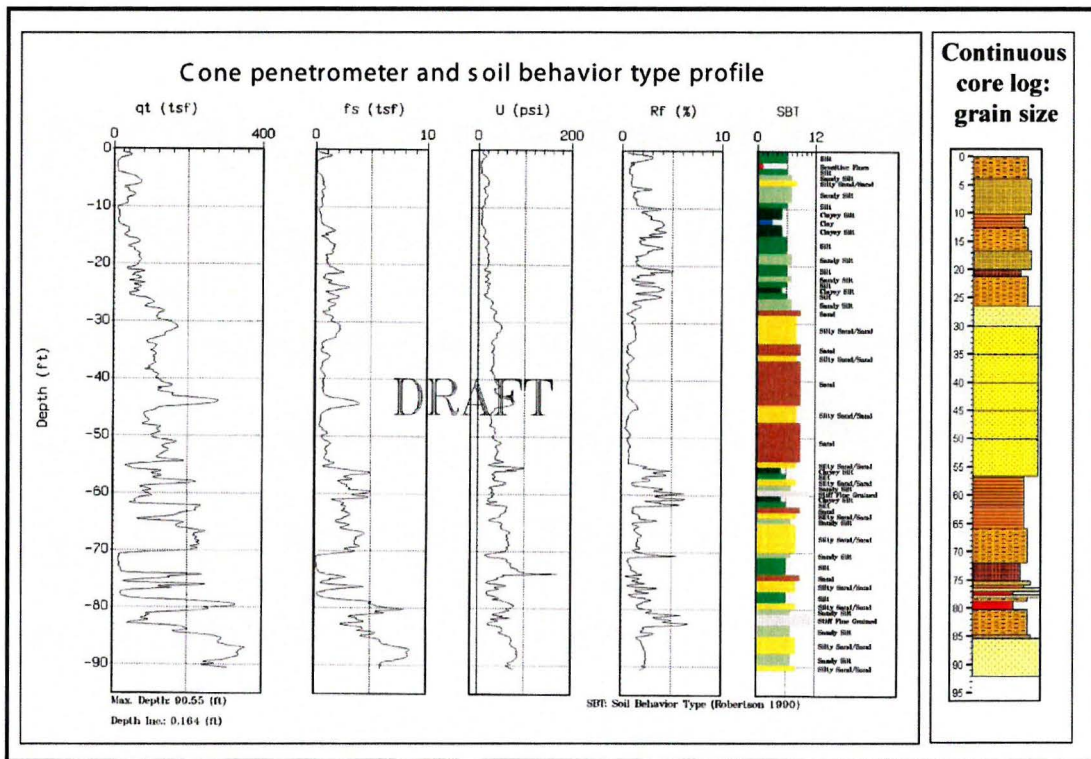 Cone penetrometer and soil behavior type profile
qt (tsf)
fs (tsf)
U (psi)
Rf (%)
SBT
0 400
0 10
0 200
0 10
0 12
0
-10
-20
-30
-40
-50
-60
-70
-80
-90
Depth (ft)
DRAFT
Silt
Sensitive Fines
Silt
Sandy Silt
Silty Sand/Sand
Sandy Silt
Silt
Clayey Silt
Clay
Clayey Silt
Silt
Sandy Silt
Silt
Sandy Silt
Silt
Clayey Silt
Silt
Sandy Silt
Sand
Silty Sand/Sand
Sand
Silty Sand/Sand
Sand
Silty Sand/Sand
Sand
Silty Sand/Sand
Clayey Silt
Silt
Silty Sand/Sand
Sandy Silt
Stiff Fine Grained
Clayey Silt
Silt
Sand
Silty Sand/Sand
Sandy Silt
Silty Sand/Sand
Sandy Silt
Silt
Sand
Silty Sand/Sand
Silt
Silty Sand/Sand
Sandy Silt
Stiff Fine Grained
Sandy Silt
Silty Sand/Sand
Sandy Silt
Silty Sand/Sand
Max. Depth: 90.55 (ft)
Depth Inc.: 0.164 (ft)
SBT: Soil Behavior Type (Robertson 1990)
Continuous
core log:
grain size
0
5
10
15
20
25
30
35
40
45
50
55
60
65
70
75
80
85
90
95